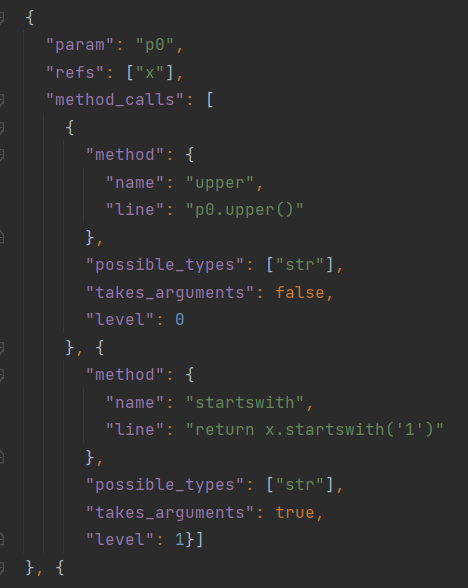 {
"param": "p0",
"refs": ["x"],
"method_calls": [
{
"method": {
"name": "upper",
"line": "p0.upper()"
},
"possible_types": ["str"],
"takes_arguments": false,
"level": 0
}, {
"method": {
"name": "startswith",
"line": "return x.startswith('1')"
},
"possible_types": ["str"],
"takes_arguments": true,
"level": 1}]
}, {